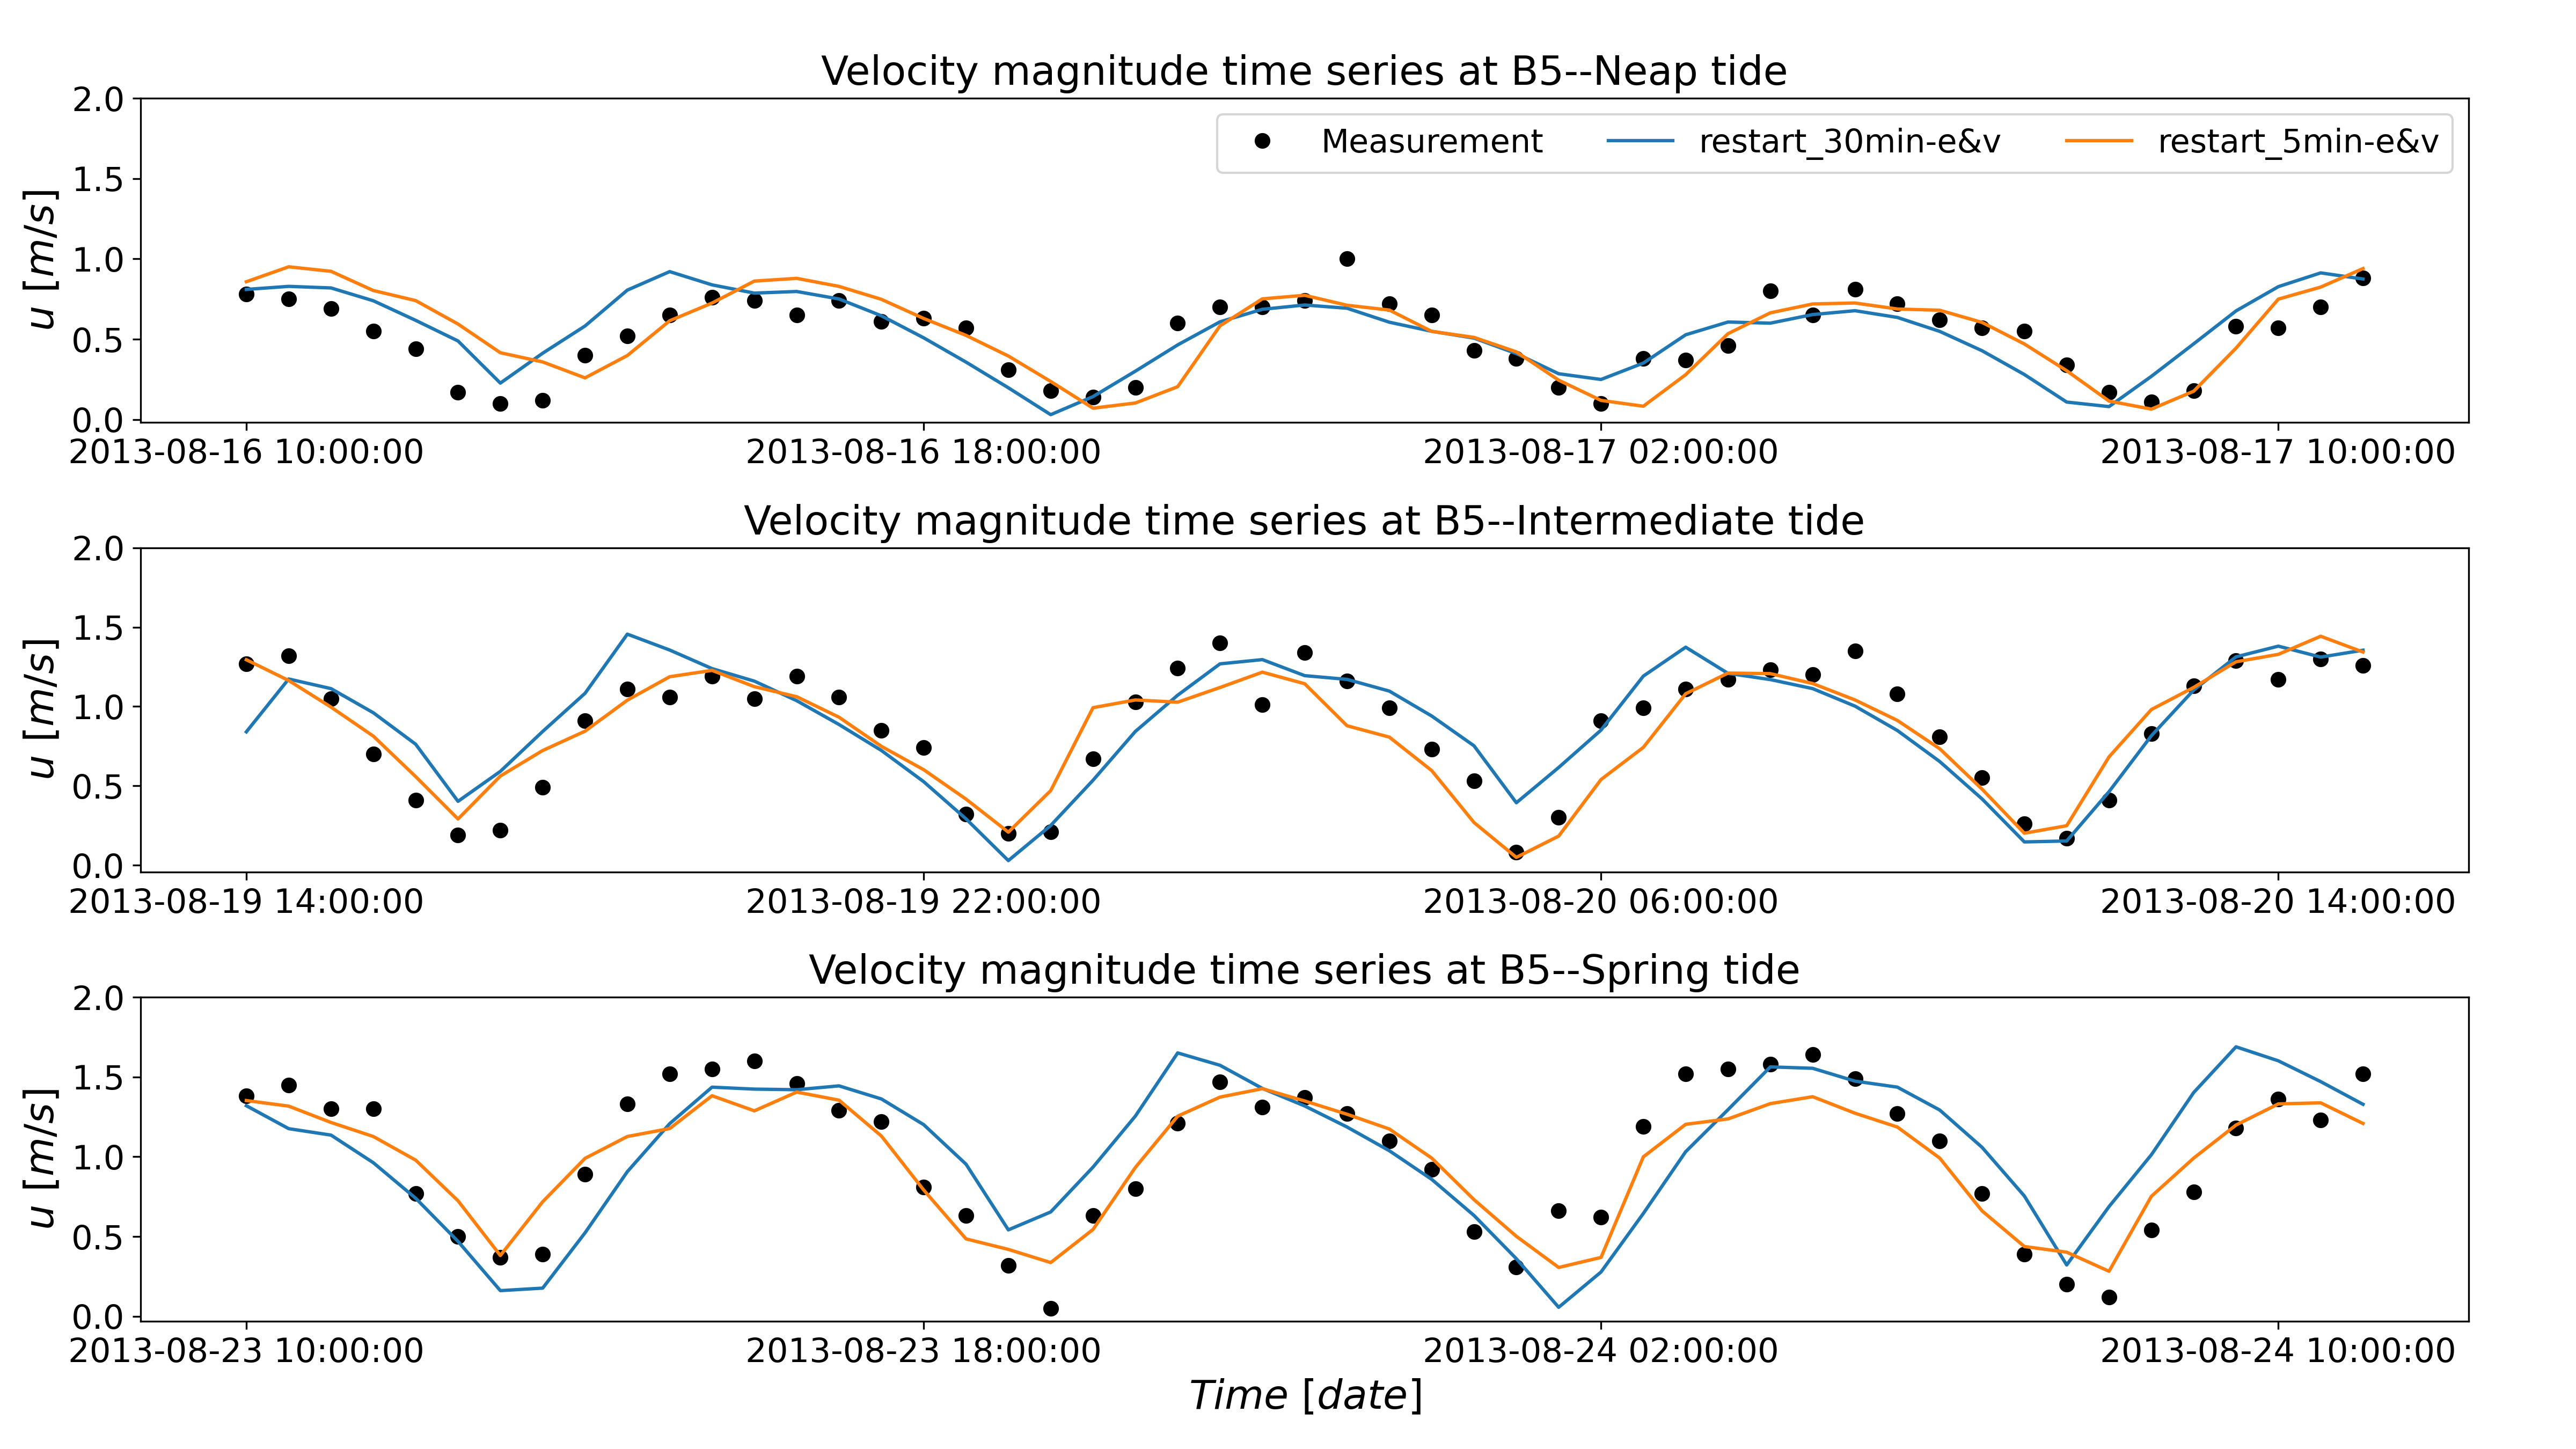 Velocity magnitude time series at B5--Neap tide
2.0
1.5
1.0
0.5
0.0
u [m/s]
Measurement restart_30min-e&v restart_5min-e&v
2013-08-16 10:00:00 2013-08-16 18:00:00 2013-08-17 02:00:00 2013-08-17 10:00:00
Velocity magnitude time series at B5--Intermediate tide
2.0
1.5
1.0
0.5
0.0
u [m/s]
2013-08-19 14:00:00 2013-08-19 22:00:00 2013-08-20 06:00:00 2013-08-20 14:00:00
Velocity magnitude time series at B5--Spring tide
2.0
1.5
1.0
0.5
0.0
u [m/s]
2013-08-23 10:00:00 2013-08-23 18:00:00 2013-08-24 02:00:00 2013-08-24 10:00:00
Time [date]